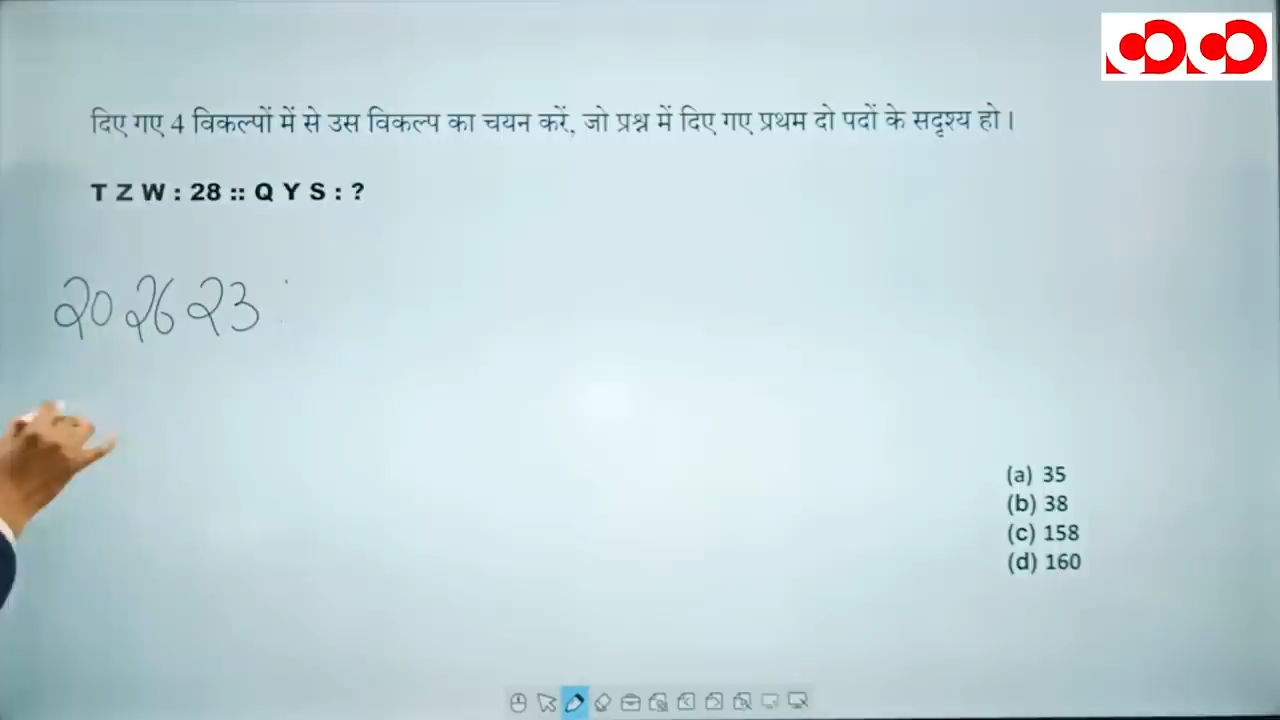 दिए गए 4 विकल्पों में से उस विकल्प का चयन करें, जो प्रश्न में दिए गए प्रथम दो पदों के सदृश्य हो।
T Z W : 28 :: Q Y S : ?
20 26 23 :
(a) 35
(b) 38
(c) 158
(d) 160